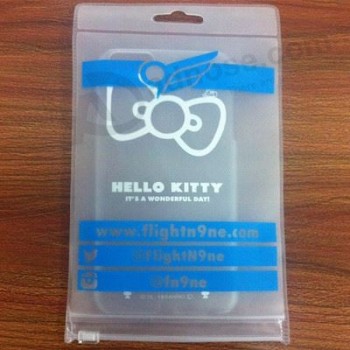 HELLO KITTY
IT'S A WONDERFUL DAY!
www.flightn9ne.com
@flightN9ne
@fn9ne